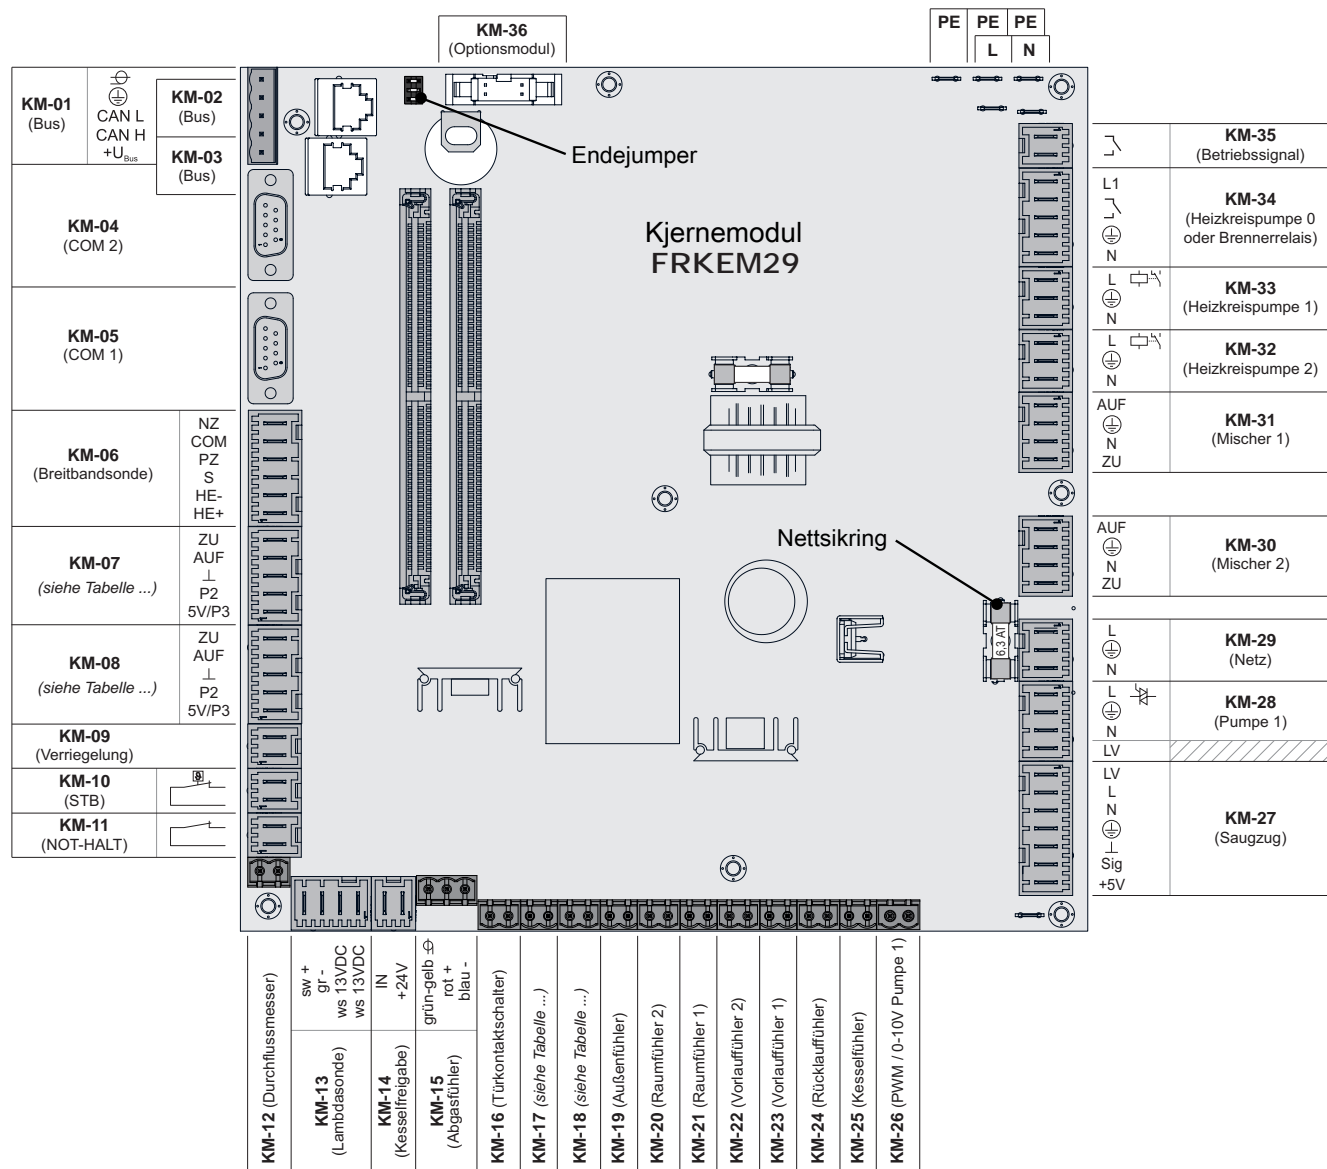 KM-36
(Optionsmodul)
PE PE PE
L N
KM-01
(Bus)
CAN L
CAN H
+U Bus
KM-02
(Bus)
KM-03
(Bus)
KM-04
(COM 2)
KM-05
(COM 1)
KM-06
(Breitbandsonde)
NZ
COM
PZ
S
HE-
HE+
KM-07
(siehe Tabelle ...)
ZU
AUF
P2
5V/P3
KM-08
(siehe Tabelle ...)
ZU
AUF
P2
5V/P3
KM-09
(Verriegelung)
KM-10
(STB)
KM-11
(NOT-HALT)
Endejumper
Kjernemodul
FRKEM29
Nettsikring
6,3 AT
KM-35
(Betriebssignal)
L1
N
KM-34
(Heizkreispumpe 0
oder Brennerrelais)
L
N
KM-33
(Heizkreispumpe 1)
L
N
KM-32
(Heizkreispumpe 2)
AUF
N
ZU
KM-31
(Mischer 1)
AUF
N
ZU
KM-30
(Mischer 2)
L
N
KM-29
(Netz)
L
N
KM-28
(Pumpe 1)
LV
LV
L
N
Sig
+5V
KM-27
(Saugzug)
KM-12 (Durchflussmesser)
sw +
gr -
ws 13VDC
ws 13VDC
KM-13
(Lambdasonde)
IN
+24V
KM-14
(Kesselfreigabe)
grün-gelb
rot +
blau -
KM-15
(Abgasfühler)
KM-16 (Türkontaktschalter)
KM-17 (siehe Tabelle ...)
KM-18 (siehe Tabelle ...)
KM-19 (Außenfühler)
KM-20 (Raumfühler 2)
KM-21 (Raumfühler 1)
KM-22 (Vorlauffühler 2)
KM-23 (Vorlauffühler 1)
KM-24 (Rücklauffühler)
KM-25 (Kesselfühler)
KM-26 (PWM / 0-10V Pumpe 1)